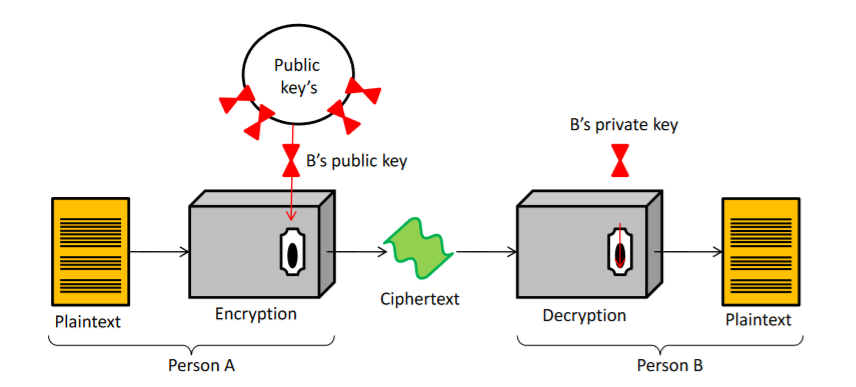 Public
key's
B's private key
B's public key
Plaintext
Encryption
Ciphertext
Decryption
Plaintext
Person A
Person B